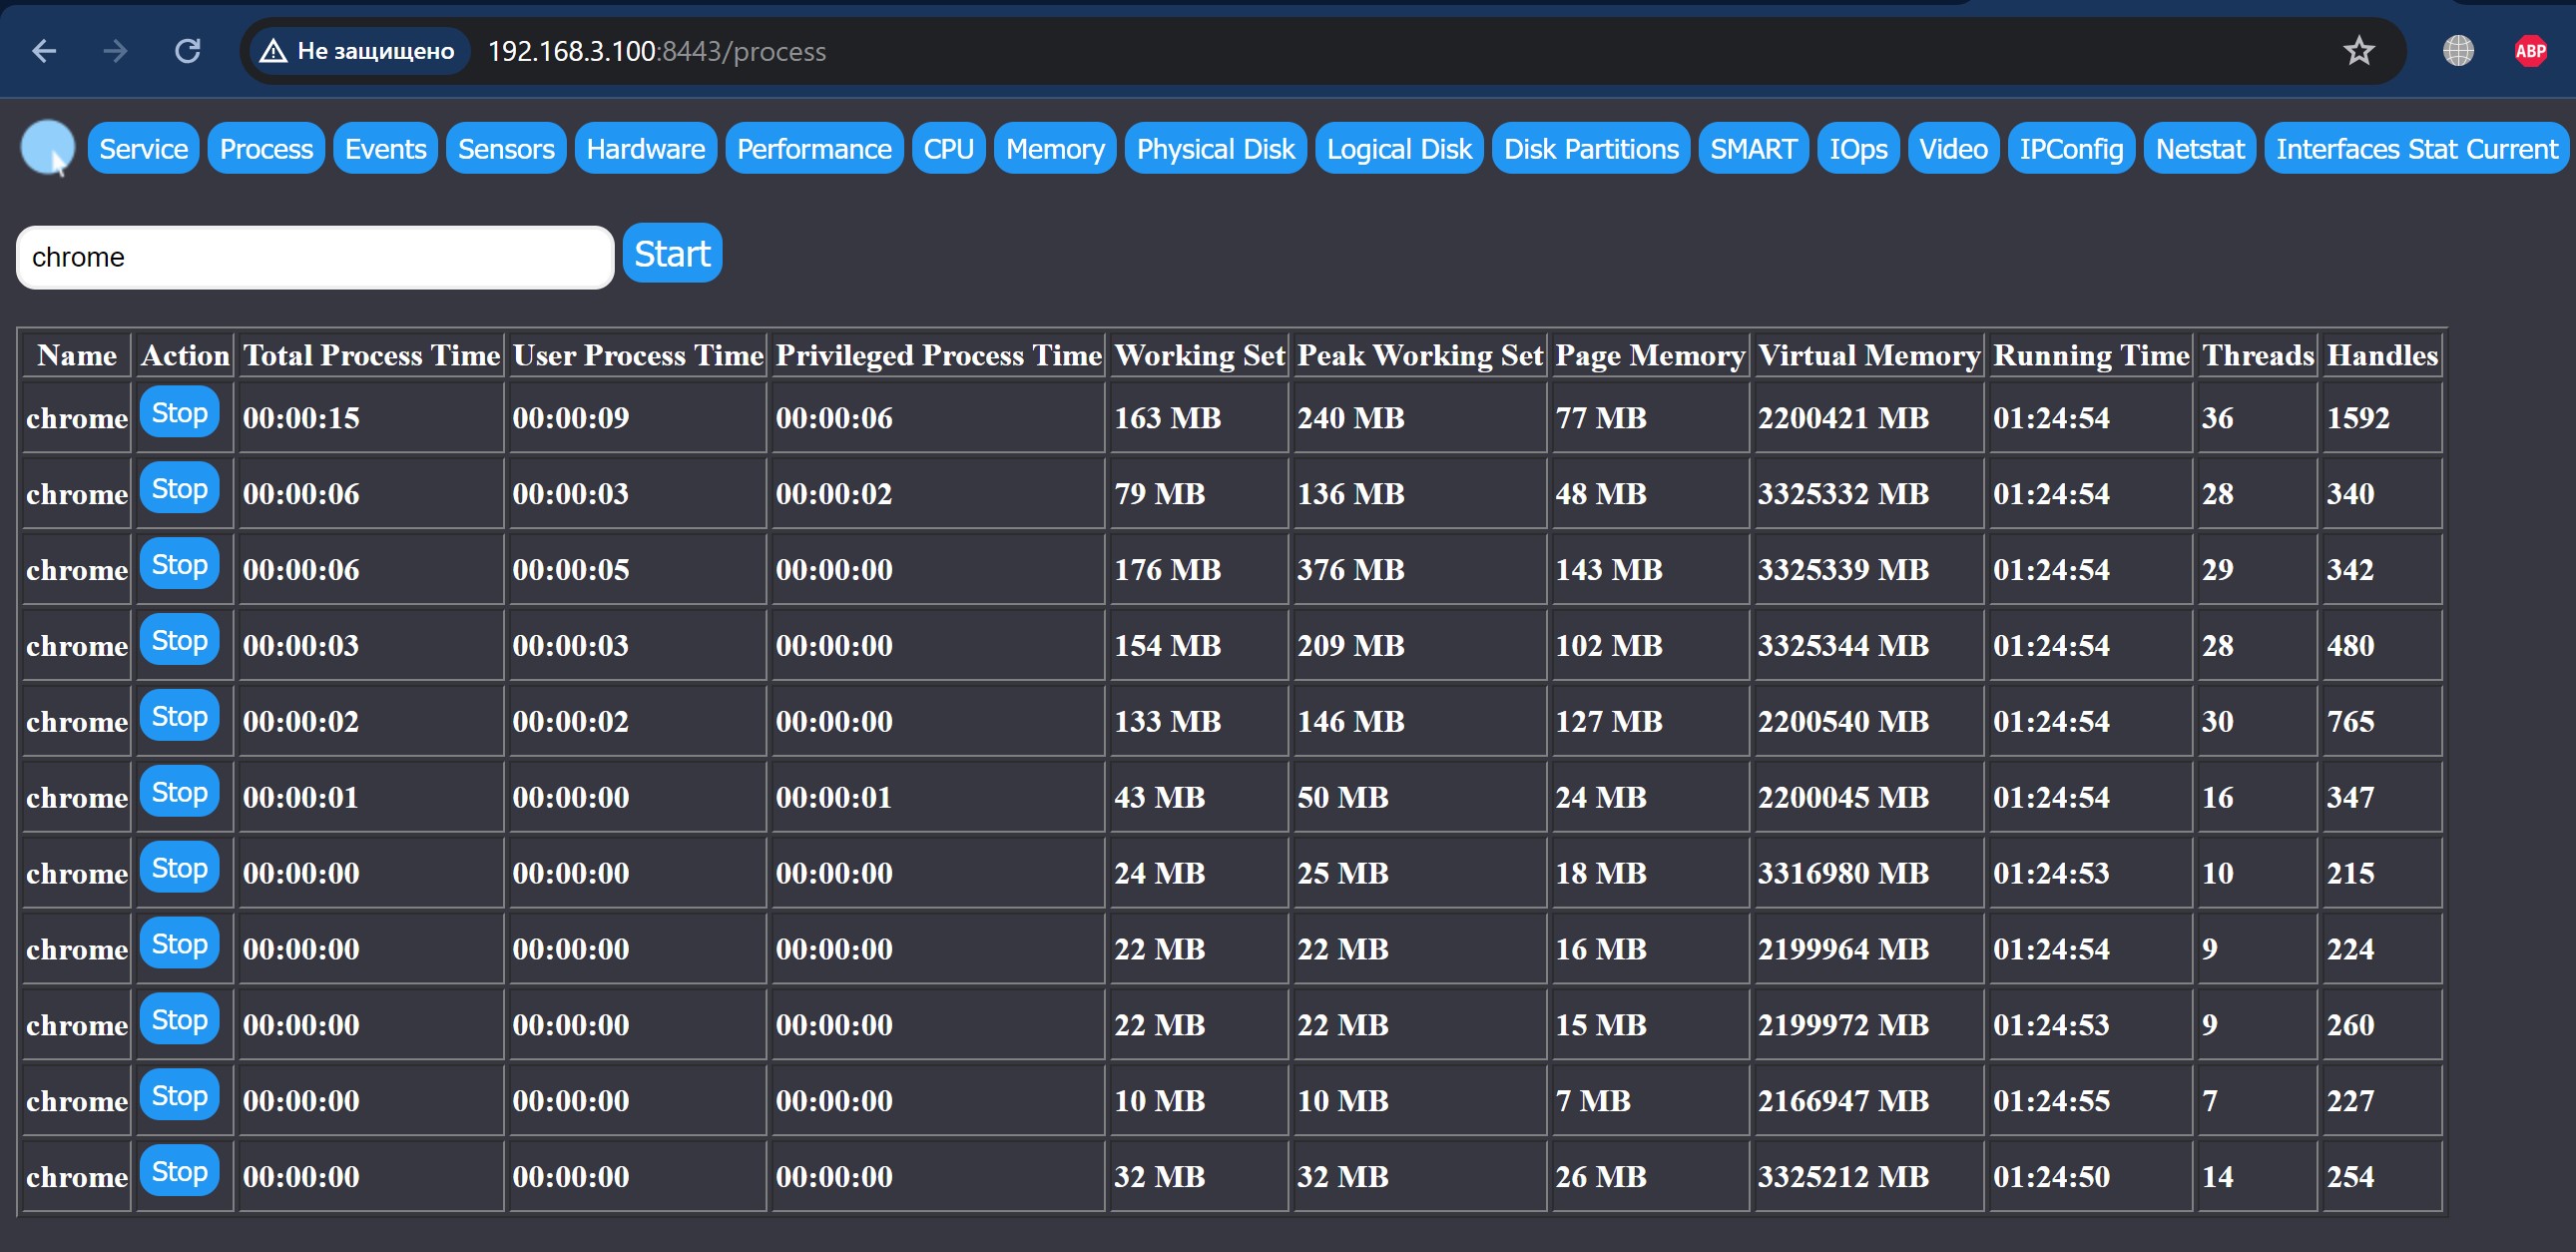 Не защищено 192.168.3.100:8443/process ABP
Service Process Events Sensors Hardware Performance CPU Memory Physical Disk Logical Disk Disk Partitions SMART IOps Video IPConfig Netstat Interfaces Stat Current
chrome Start
Name Action Total Process Time User Process Time Privileged Process Time Working Set Peak Working Set Page Memory Virtual Memory Running Time Threads Handles
chrome Stop 00:00:15 00:00:09 00:00:06 163 MB 240 MB 77 MB 2200421 MB 01:24:54 36 1592
chrome Stop 00:00:06 00:00:03 00:00:02 79 MB 136 MB 48 MB 3325332 MB 01:24:54 28 340
chrome Stop 00:00:06 00:00:05 00:00:00 176 MB 376 MB 143 MB 3325339 MB 01:24:54 29 342
chrome Stop 00:00:03 00:00:03 00:00:00 154 MB 209 MB 102 MB 3325344 MB 01:24:54 28 480
chrome Stop 00:00:02 00:00:02 00:00:00 133 MB 146 MB 127 MB 2200540 MB 01:24:54 30 765
chrome Stop 00:00:01 00:00:00 00:00:01 43 MB 50 MB 24 MB 2200045 MB 01:24:54 16 347
chrome Stop 00:00:00 00:00:00 00:00:00 24 MB 25 MB 18 MB 3316980 MB 01:24:53 10 215
chrome Stop 00:00:00 00:00:00 00:00:00 22 MB 22 MB 16 MB 2199964 MB 01:24:54 9 224
chrome Stop 00:00:00 00:00:00 00:00:00 22 MB 22 MB 15 MB 2199972 MB 01:24:53 9 260
chrome Stop 00:00:00 00:00:00 00:00:00 10 MB 10 MB 7 MB 2166947 MB 01:24:55 7 227
chrome Stop 00:00:00 00:00:00 00:00:00 32 MB 32 MB 26 MB 3325212 MB 01:24:50 14 254